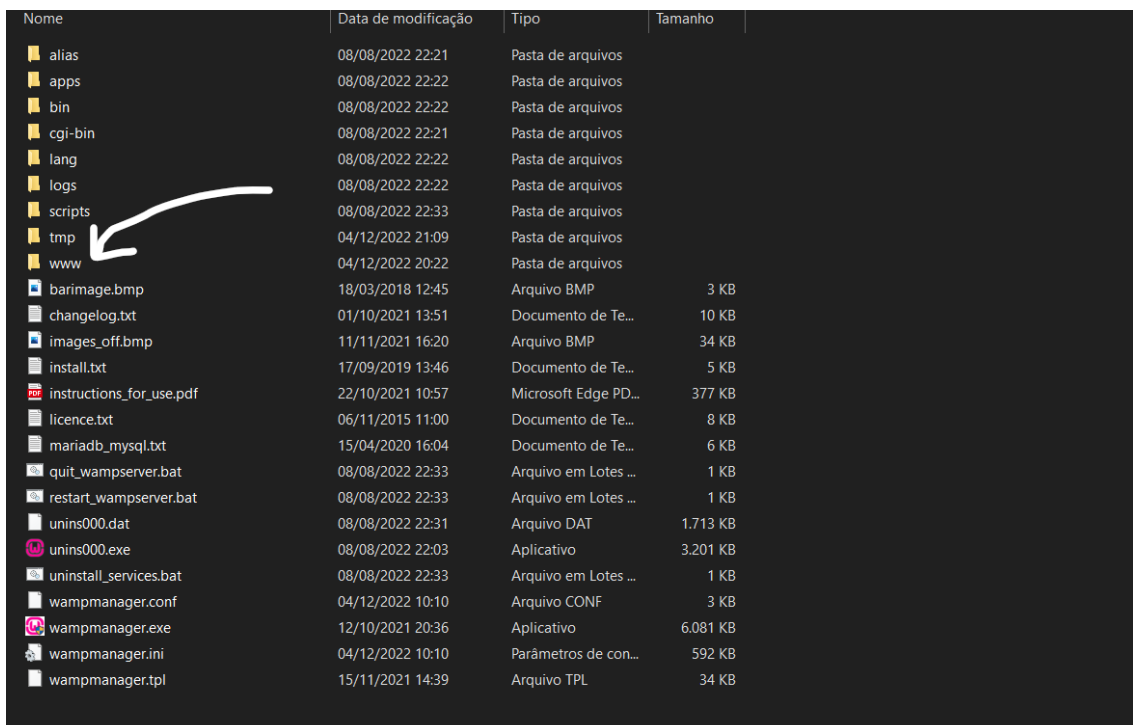 Nome Data de modificação Tipo Tamanho
alias 08/08/2022 22:21 Pasta de arquivos
apps 08/08/2022 22:22 Pasta de arquivos
bin 08/08/2022 22:22 Pasta de arquivos
cgi-bin 08/08/2022 22:21 Pasta de arquivos
lang 08/08/2022 22:22 Pasta de arquivos
logs 08/08/2022 22:22 Pasta de arquivos
scripts 08/08/2022 22:33 Pasta de arquivos
tmp 04/12/2022 21:09 Pasta de arquivos
www 04/12/2022 20:22 Pasta de arquivos
barimage.bmp 18/03/2018 12:45 Arquivo BMP 3 KB
changelog.txt 01/10/2021 13:51 Documento de Te... 10 KB
images_off.bmp 11/11/2021 16:20 Arquivo BMP 34 KB
install.txt 17/09/2019 13:46 Documento de Te... 5 KB
instructions_for_use.pdf 22/10/2021 10:57 Microsoft Edge PD... 377 KB
licence.txt 06/11/2015 11:00 Documento de Te... 8 KB
mariadb_mysql.txt 15/04/2020 16:04 Documento de Te... 6 KB
quit_wampserver.bat 08/08/2022 22:33 Arquivo em Lotes ... 1 KB
restart_wampserver.bat 08/08/2022 22:33 Arquivo em Lotes ... 1 KB
unins000.dat 08/08/2022 22:31 Arquivo DAT 1.713 KB
unins000.exe 08/08/2022 22:03 Aplicativo 3.201 KB
uninstall_services.bat 08/08/2022 22:33 Arquivo em Lotes ... 1 KB
wampmanager.conf 04/12/2022 10:10 Arquivo CONF 3 KB
wampmanager.exe 12/10/2021 20:36 Aplicativo 6.081 KB
wampmanager.ini 04/12/2022 10:10 Parâmetros de con... 592 KB
wampmanager.tpl 15/11/2021 14:39 Arquivo TPL 34 KB